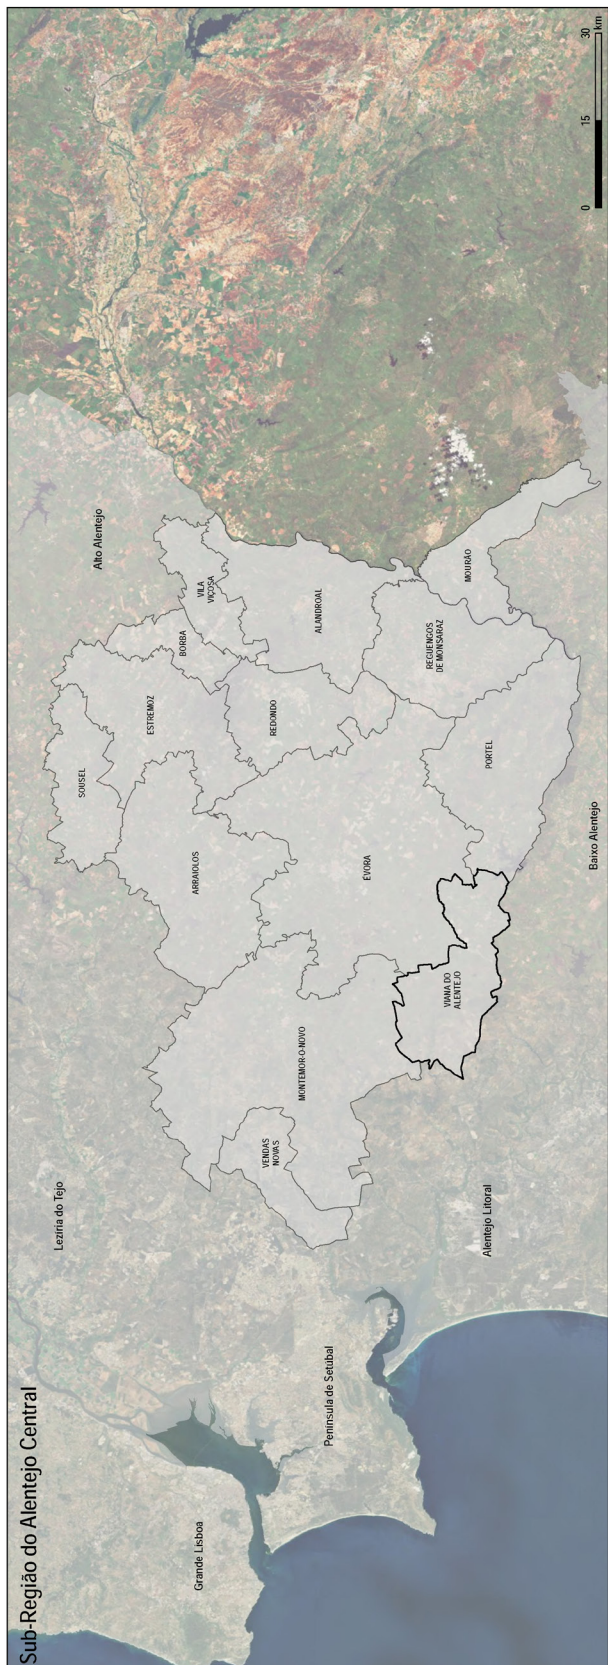 Sub-Região do Alentejo Central
Grande Lisboa
Península de Setúbal
Lezíria do Tejo
Alentejo Litoral
Alto Alentejo
Baixo Alentejo
SOUSEL
ESTREMOZ
BORBA
VILA
VIÇOSA
ARRAIOLOS
REDONDO
ALANDROAL
MONTEMOR-O-NOVO
VENDAS
NOVAS
ÉVORA
REGUENGOS
DE MONSARAZ
MOURÃO
PORTEL
VIANA DO
ALENTEJO
0 15 30
km